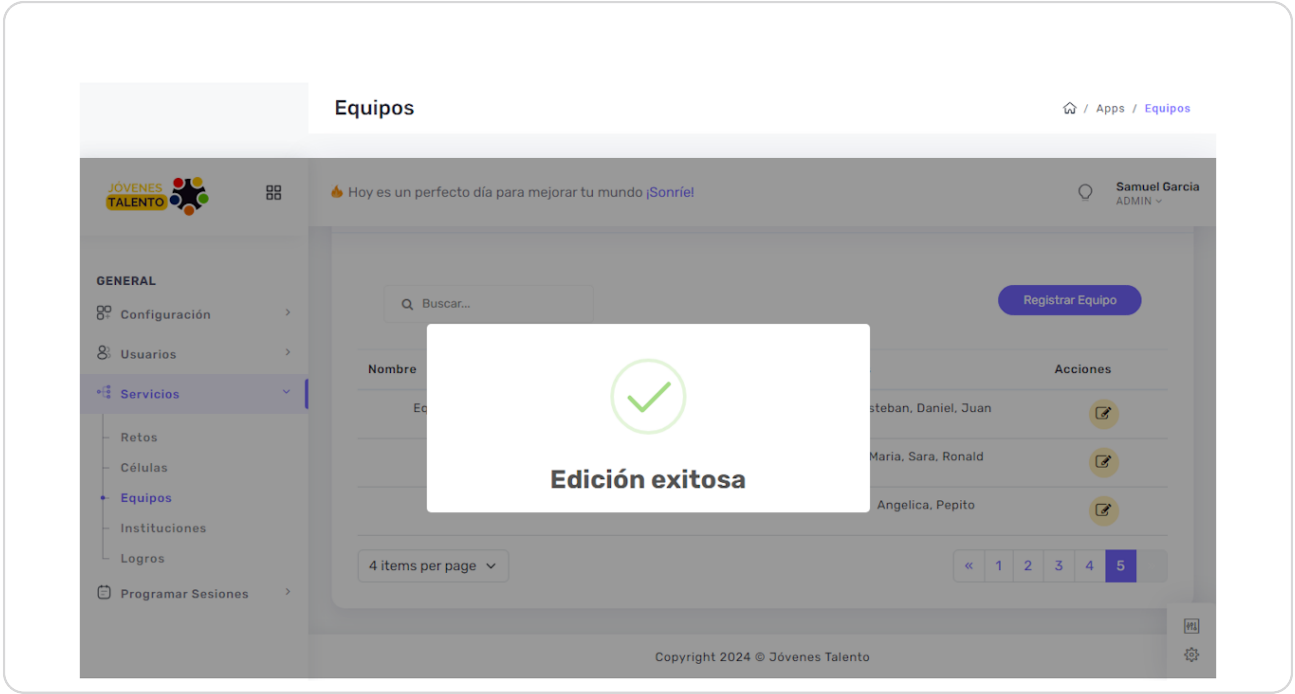 Equipos
/ Apps / Equipos
JÓVENES
TALENTO
Hoy es un perfecto día para mejorar tu mundo ¡Sonríe!
Samuel Garcia
ADMIN
GENERAL
Configuración
Usuarios
Servicios
Retos
Células
Equipos
Instituciones
Logros
Programar Sesiones
Buscar...
Registrar Equipo
Nombre
Acciones
Daniel, Juan
Maria, Sara, Ronald
Angelica, Pepito
Edición exitosa
4 items per page
« 1 2 3 4 5
Copyright 2024 © Jóvenes Talento